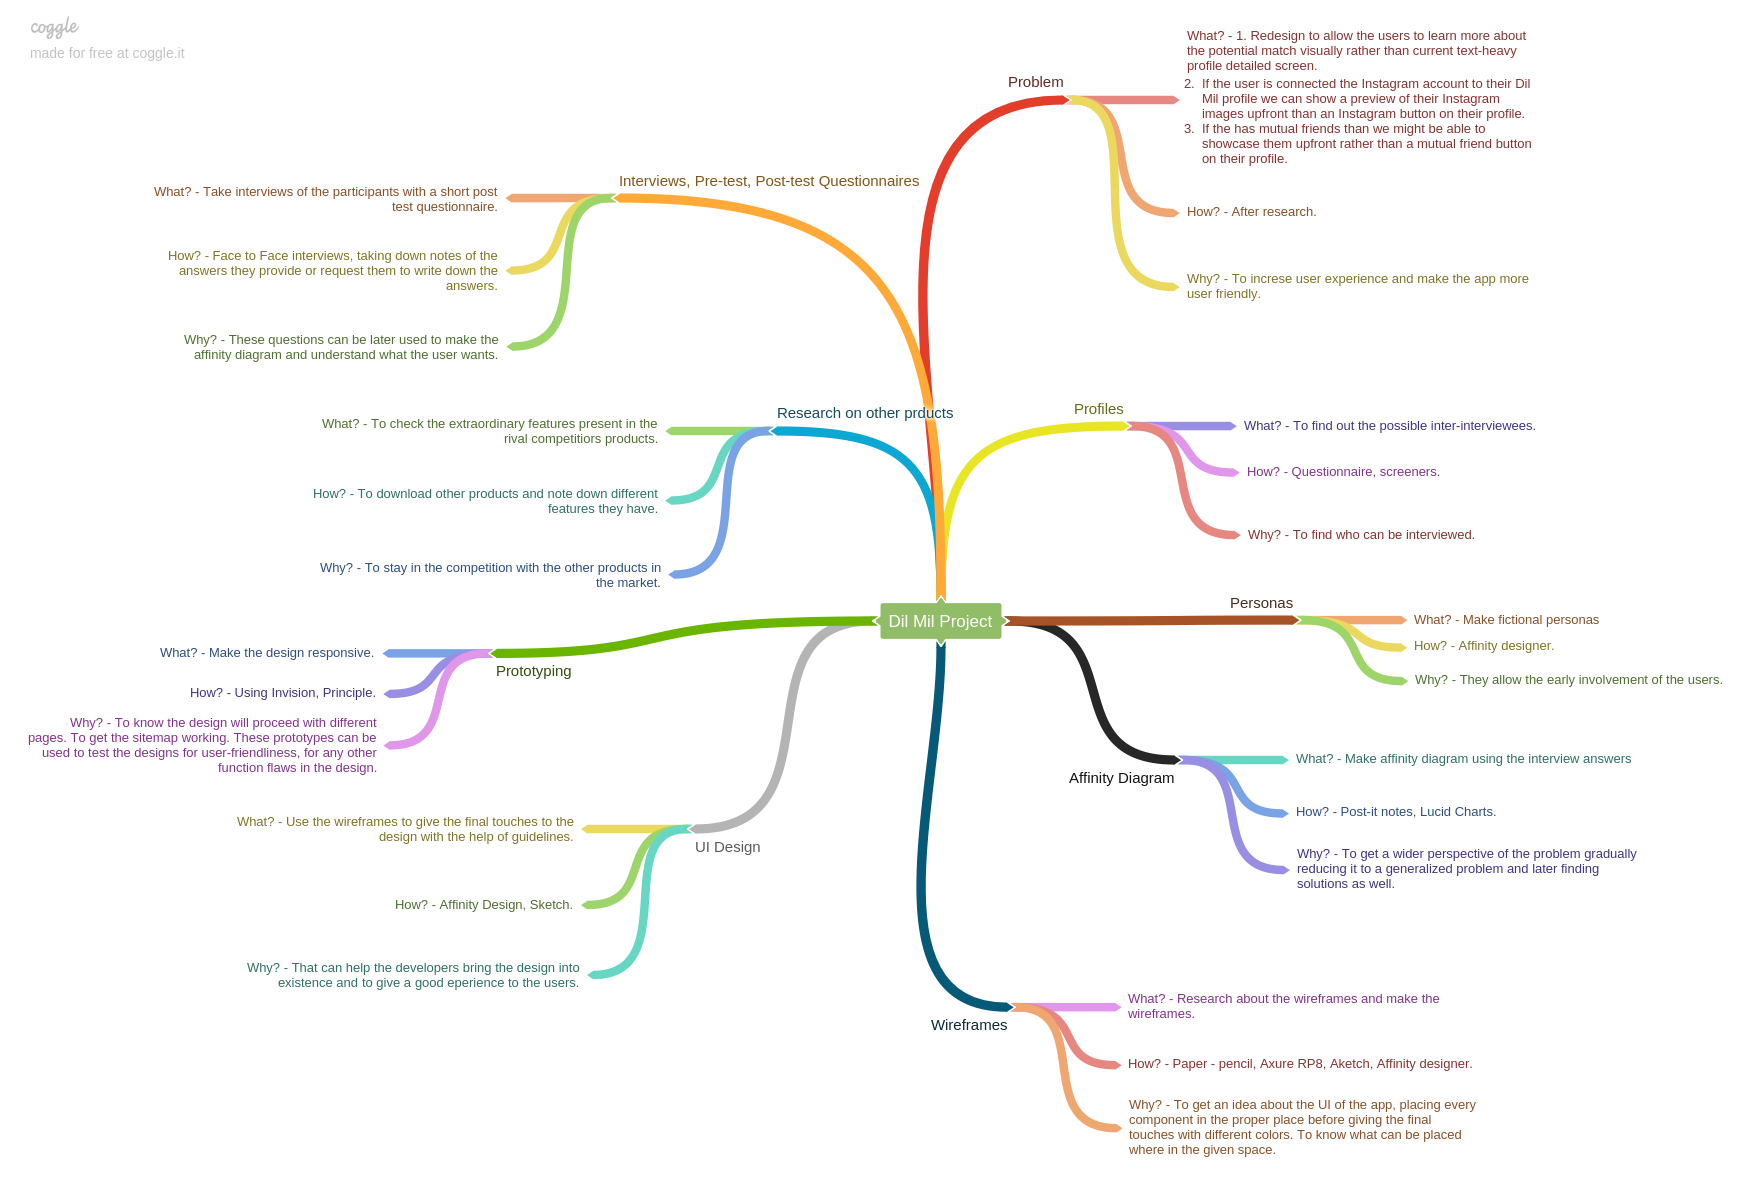 coggle
made for free at coggle.it
Problem
What? - 1. Redesign to allow the users to learn more about
the potential match visually rather than current text-heavy
profile detailed screen.
2. If the user is connected the Instagram account to their Dil
Mil profile we can show a preview of their Instagram
images upfront than an Instagram button on their profile.
3. If the has mutual friends than we might be able to
showcase them upfront rather than a mutual friend button
on their profile.
How? - After research.
Why? - To increse user experience and make the app more
user friendly.
Interviews, Pre-test, Post-test Questionnaires
What? - Take interviews of the participants with a short post
test questionnaire.
How? - Face to Face interviews, taking down notes of the
answers they provide or request them to write down the
answers.
Why? - These questions can be later used to make the
affinity diagram and understand what the user wants.
Research on other prducts
What? - To check the extraordinary features present in the
rival competitiors products.
How? - To download other products and note down different
features they have.
Why? - To stay in the competition with the other products in
the market.
Profiles
What? - To find out the possible inter-interviewees.
How? - Questionnaire, screeners.
Why? - To find who can be interviewed.
Dil Mil Project
Personas
What? - Make fictional personas
How? - Affinity designer.
Why? - They allow the early involvement of the users.
Prototyping
What? - Make the design responsive.
How? - Using Invision, Principle.
Why? - To know the design will proceed with different
pages. To get the sitemap working. These prototypes can be
used to test the designs for user-friendliness, for any other
function flaws in the design.
Affinity Diagram
What? - Make affinity diagram using the interview answers
How? - Post-it notes, Lucid Charts.
Why? - To get a wider perspective of the problem gradually
reducing it to a generalized problem and later finding
solutions as well.
UI Design
What? - Use the wireframes to give the final touches to the
design with the help of guidelines.
How? - Affinity Design, Sketch.
Why? - That can help the developers bring the design into
existence and to give a good eperience to the users.
Wireframes
What? - Research about the wireframes and make the
wireframes.
How? - Paper - pencil, Axure RP8, Aketch, Affinity designer.
Why? - To get an idea about the UI of the app, placing every
component in the proper place before giving the final
touches with different colors. To know what can be placed
where in the given space.